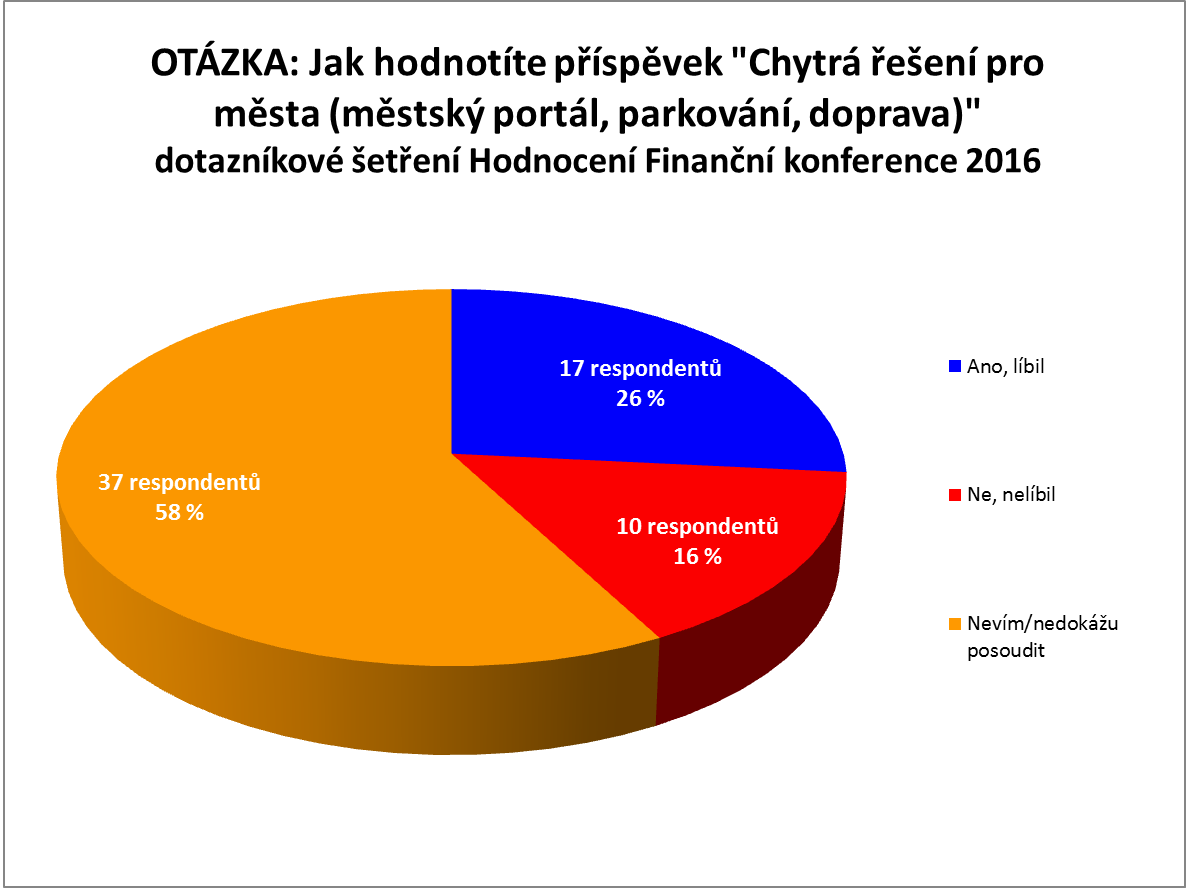 OTÁZKA: Jak hodnotíte příspěvek "Chytrá řešení pro
města (městský portál, parkování, doprava)"
dotazníkové šetření Hodnocení Finanční konference 2016
17 respondentů
26 %
37 respondentů
58 %
10 respondentů
16 %
Ano, líbil
Ne, nelíbil
Nevím/nedokážu
posoudit